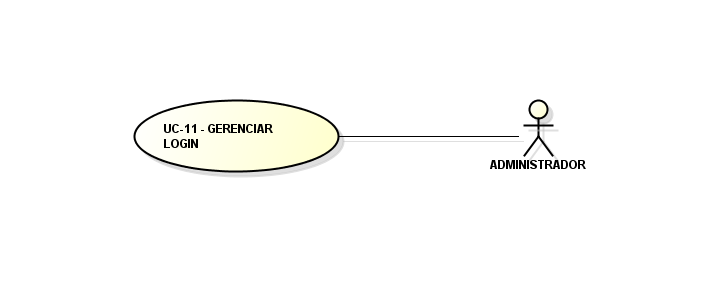 UC-11 - GERENCIAR
LOGIN
ADMINISTRADOR